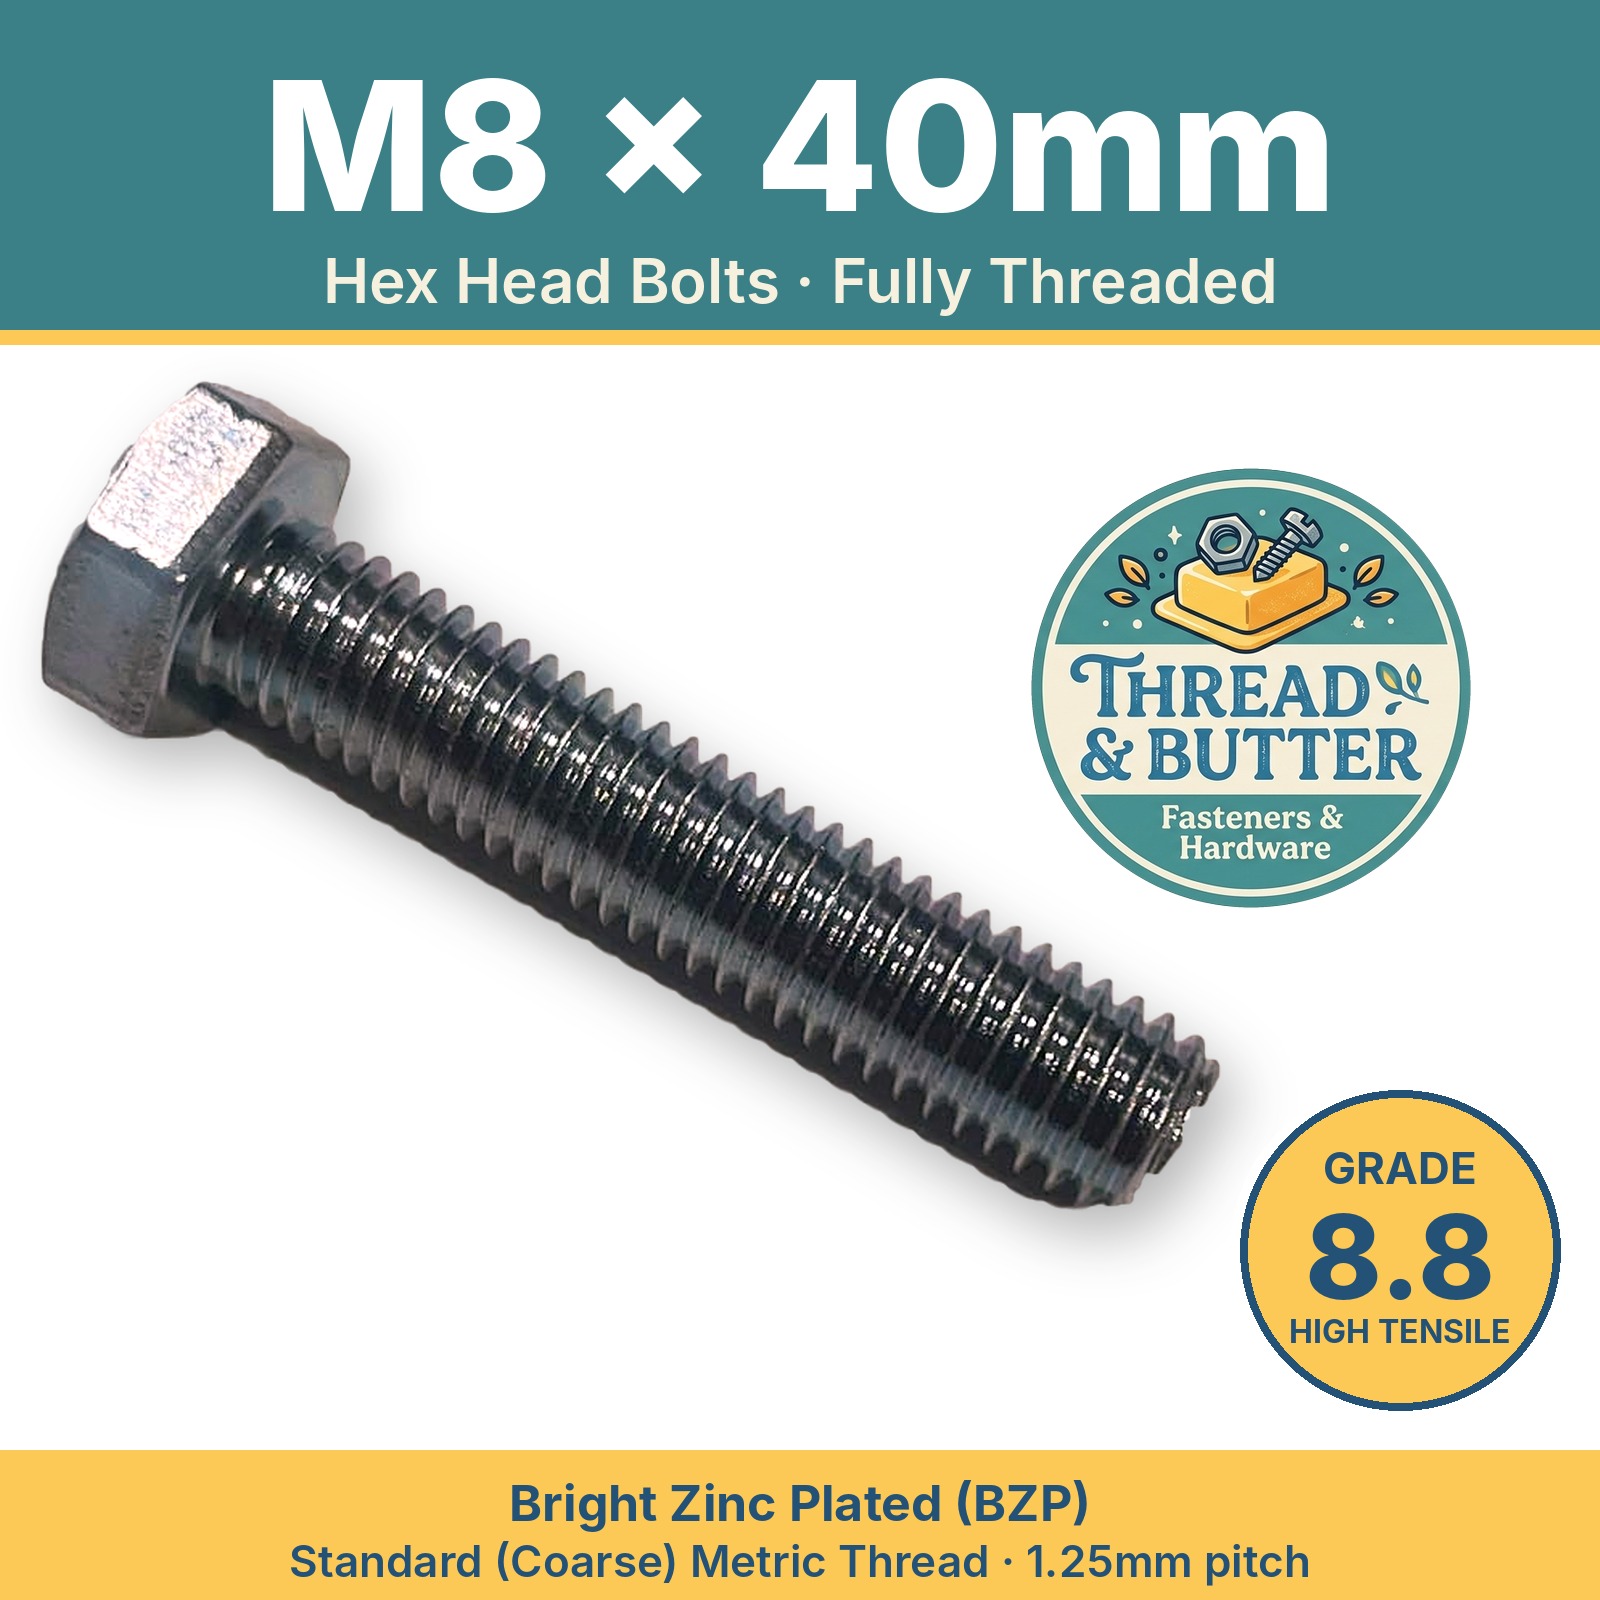 M8 × 40mm
Hex Head Bolts · Fully Threaded
THREAD
& BUTTER
Fasteners &
Hardware
GRADE
8.8
HIGH TENSILE
Bright Zinc Plated (BZP)
Standard (Coarse) Metric Thread · 1.25mm pitch